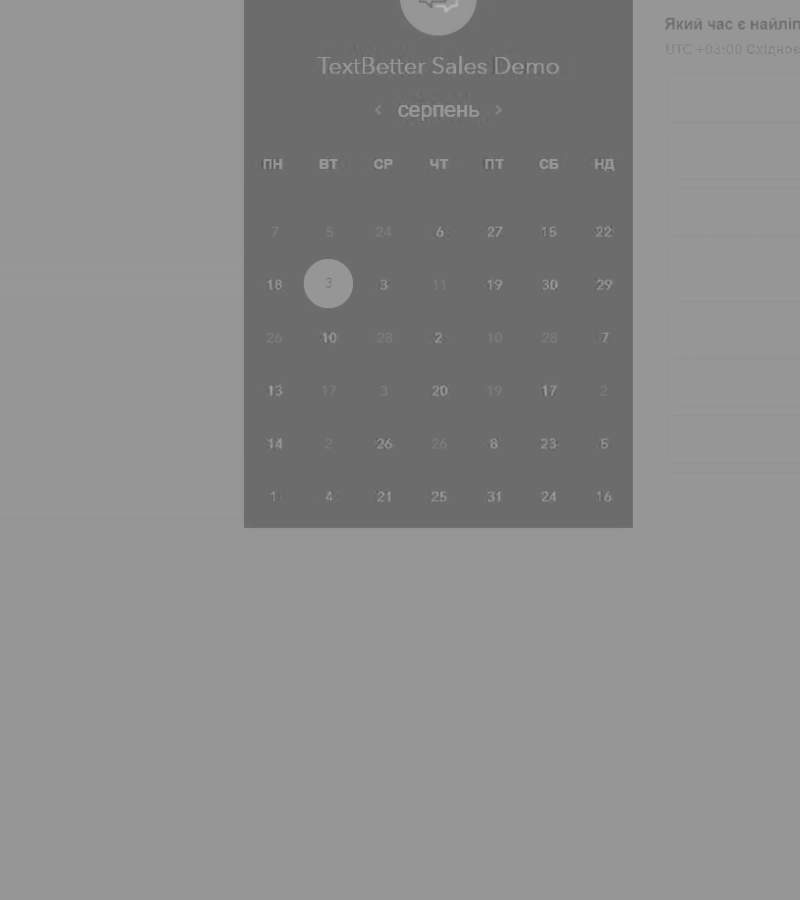 Який час є найліп
TextBetter Sales Demo
UTC +03:00 Східноє
< серпень >
ПН ВТ СР ЧТ ПТ СБ НД
7 5 24 6 27 15 22
18 3 3 11 19 30 29
26 10 28 2 10 28 7
13 17 3 20 19 17 2
14 2 26 26 8 23 5
1 4 21 25 31 24 16